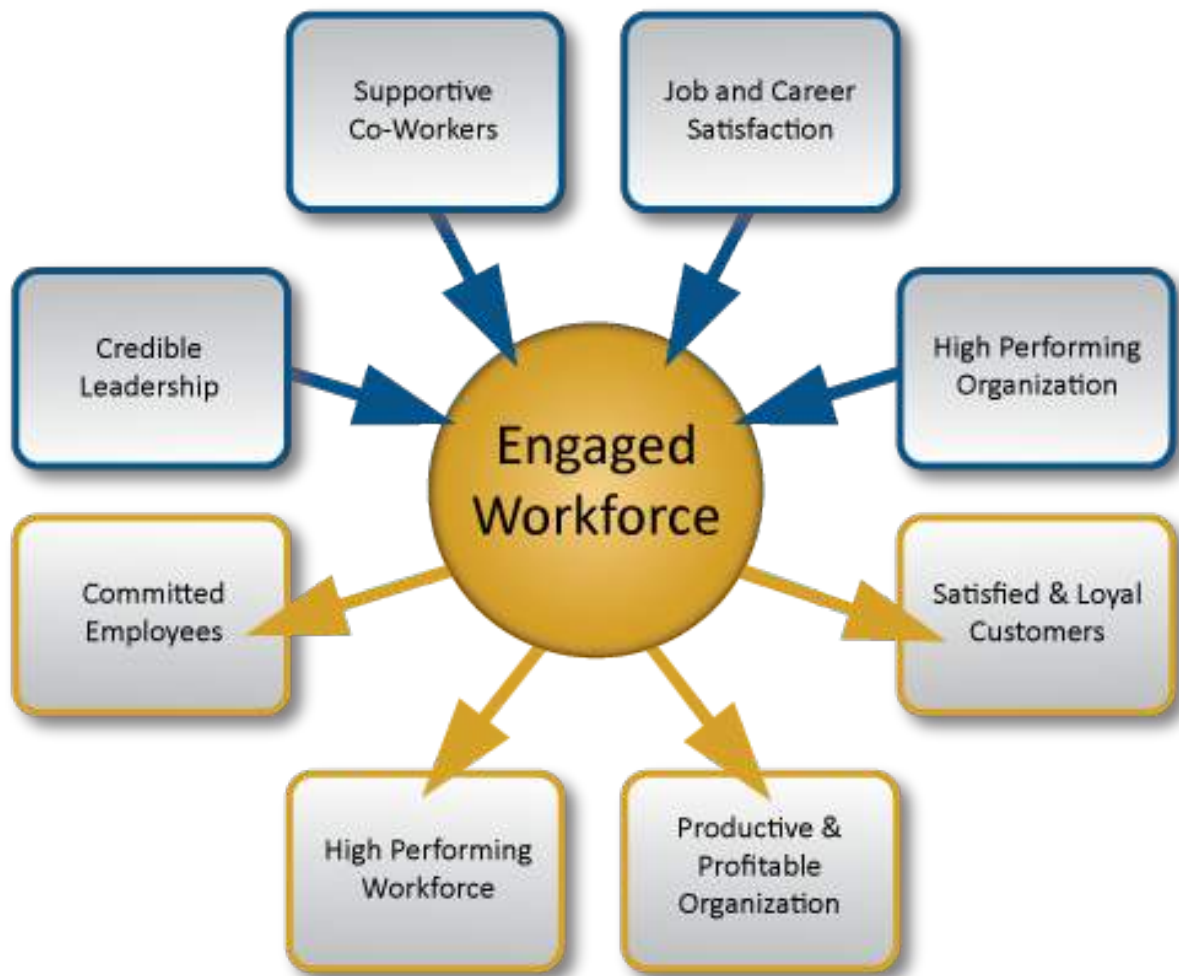 Supportive
Co-Workers
Job and Career
Satisfaction
Credible
Leadership
High Performing
Organization
Engaged
Workforce
Committed
Employees
Satisfied & Loyal
Customers
High Performing
Workforce
Productive &
Profitable
Organization